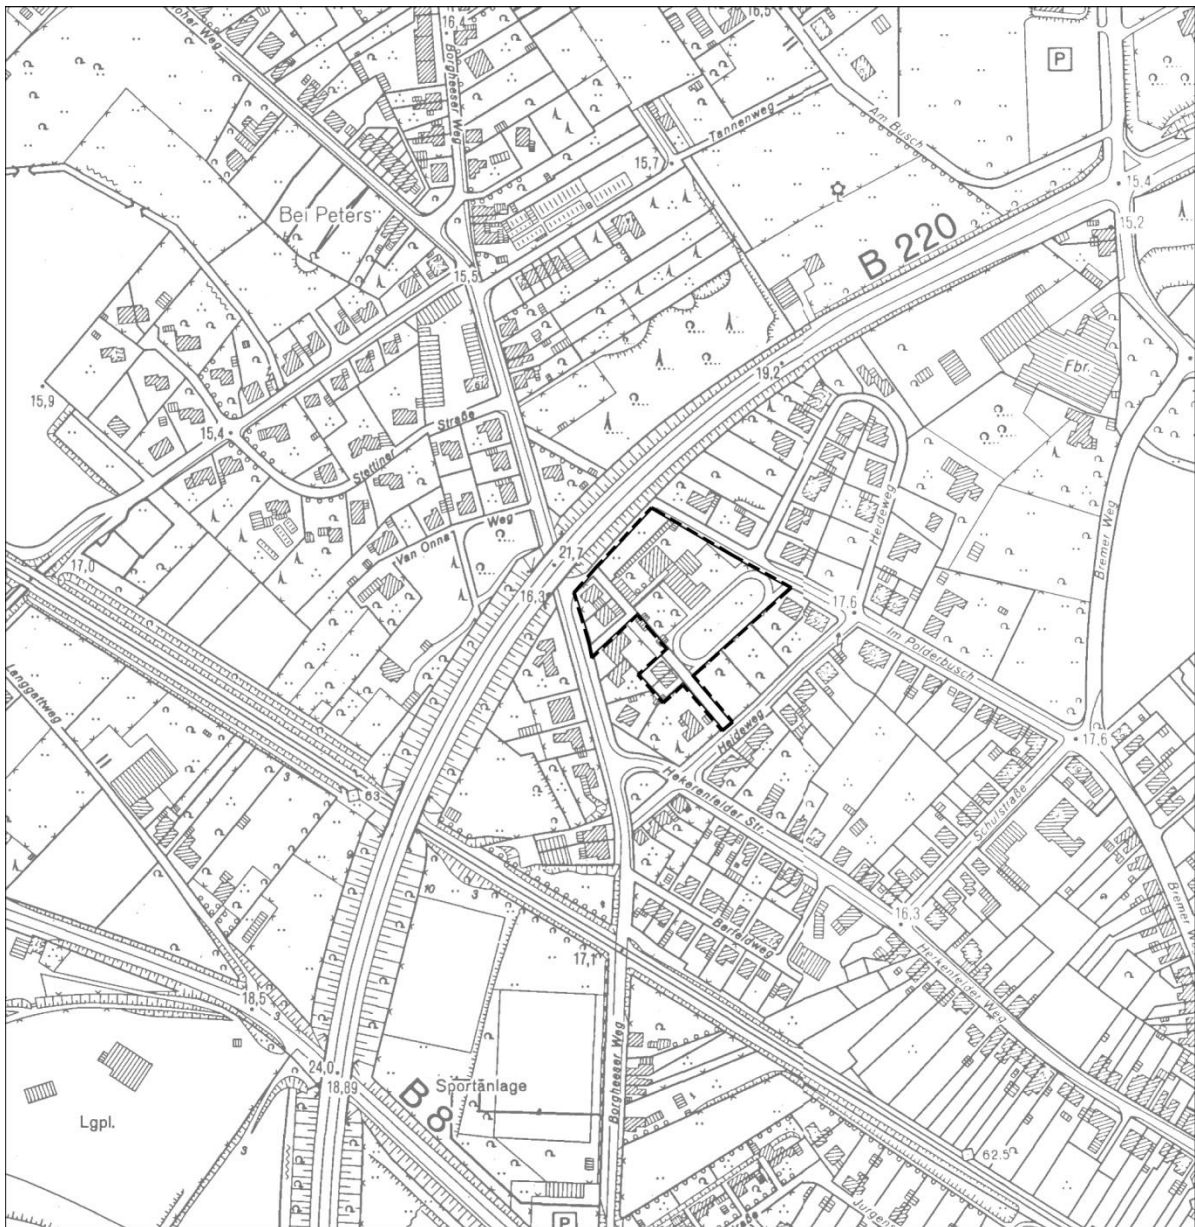 16,4
16,5
Borgheeser Weg
P
Am Busch
Tannenweg
15,7
15,4
15,2
Bei Peters
B 220
15,5
19,2
Fbr.
15,9
15,4
Stettiner Straße
Heideweg
Van Onna Weg
Bremer Weg
21,7
17,0
16,3
17,6
Im Polderbusch
Langgattweg
Heideweg
17,6
Hekerenfelder Str.
Schulstraße
63
16,3
Bremer
10
Berfeldweg
17,1
Hekenfelder Weg
18,5
24,0
18,89
B 8
Sportanlage
Borgheeser Weg
Lgpl.
62.5
P